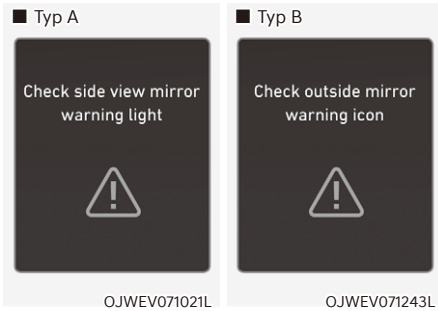 ■ Typ A
Check side view mirror
warning light
OJWEV071021L
■ Typ B
Check outside mirror
warning icon
OJWEV071243L